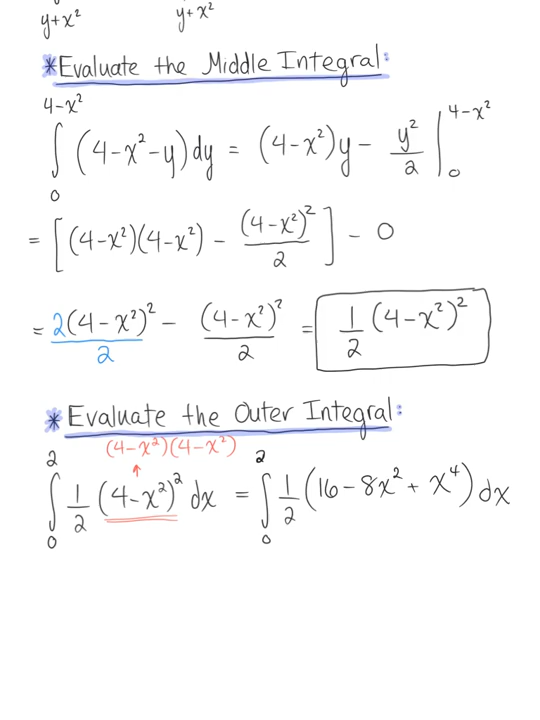 y+x² y+x²
*Evaluate the Middle Integral:
∫₀^(4-x²) (4-x²-y)dy = (4-x²)y - y²/2 |₀^(4-x²)
= [(4-x²)(4-x²) - (4-x²)²/2] - 0
= 2(4-x²)²/2 - (4-x²)²/2 = 1/2 (4-x²)²
* Evaluate the Outer Integral:
(4-x²)(4-x²)
∫₀² 1/2 (4-x²)² dx = ∫₀² 1/2 (16-8x²+x⁴) dx